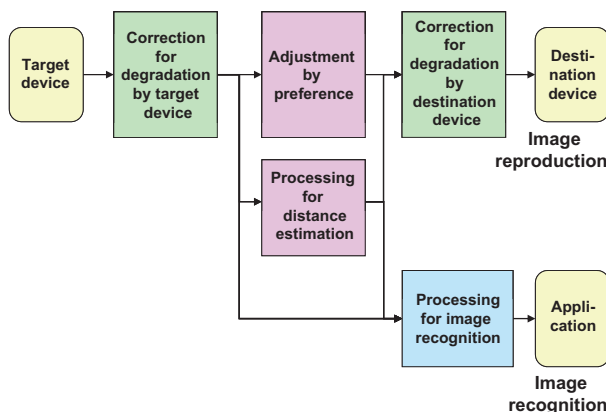 Target
device
Correction
for
degradation
by target
device
Adjustment
by
preference
Correction
for
degradation
by
destination
device
Desti-
nation
device
Image
reproduction
Processing
for
distance
estimation
Processing
for image
recognition
Appli-
cation
Image
recognition